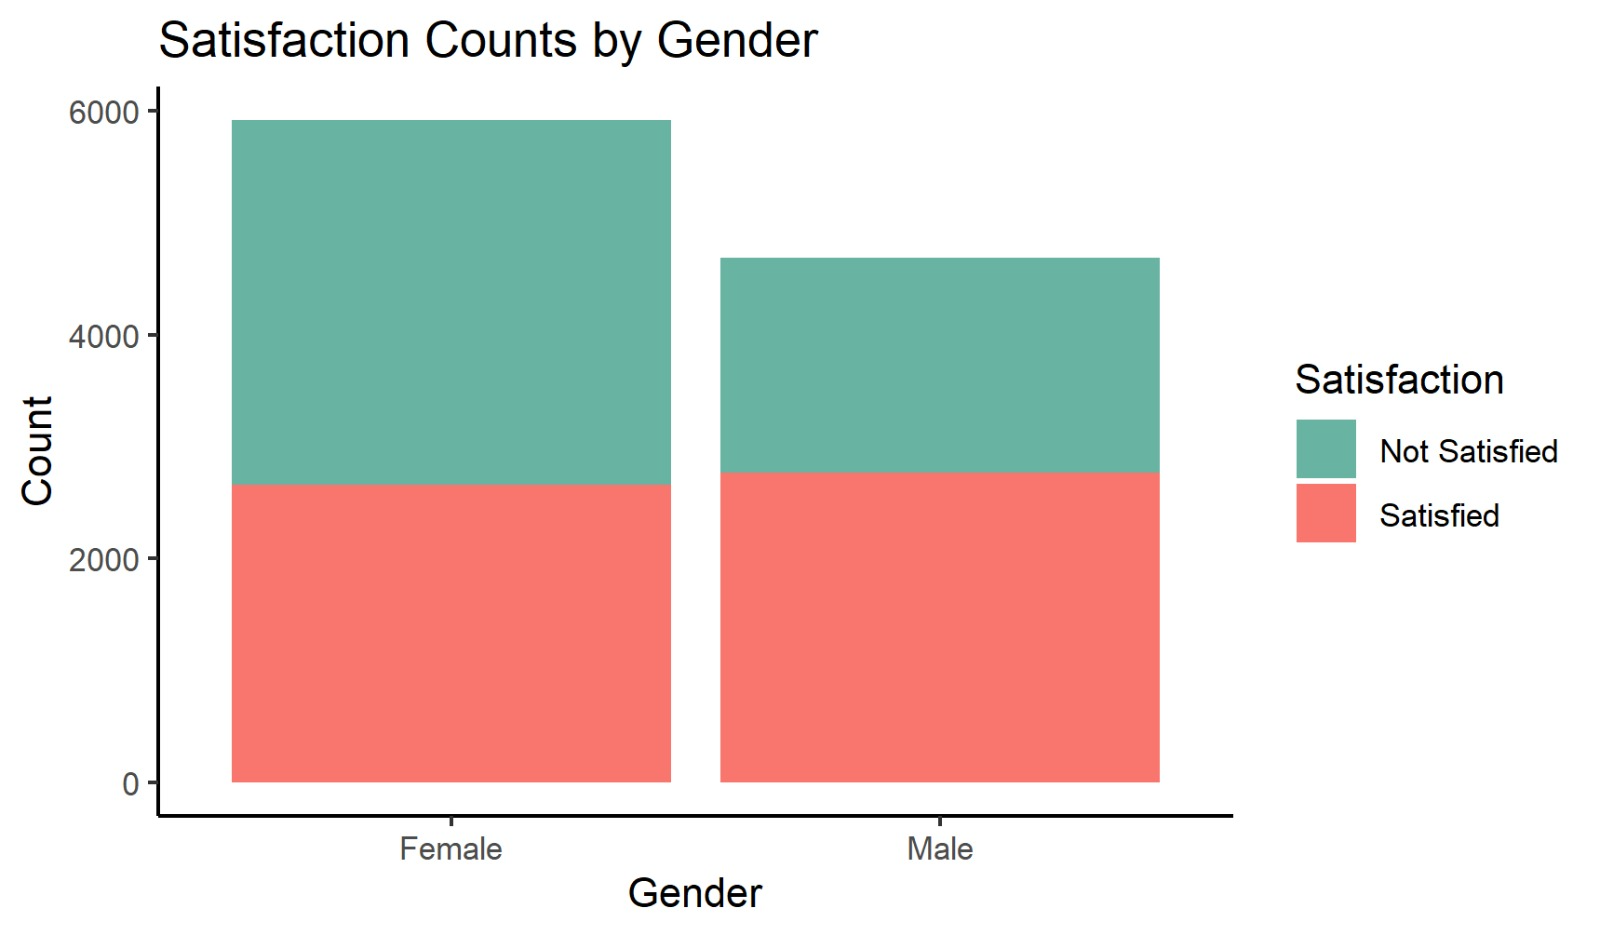 Satisfaction Counts by Gender
6000
4000
2000
0
Count
Female
Male
Gender
Satisfaction
Not Satisfied
Satisfied